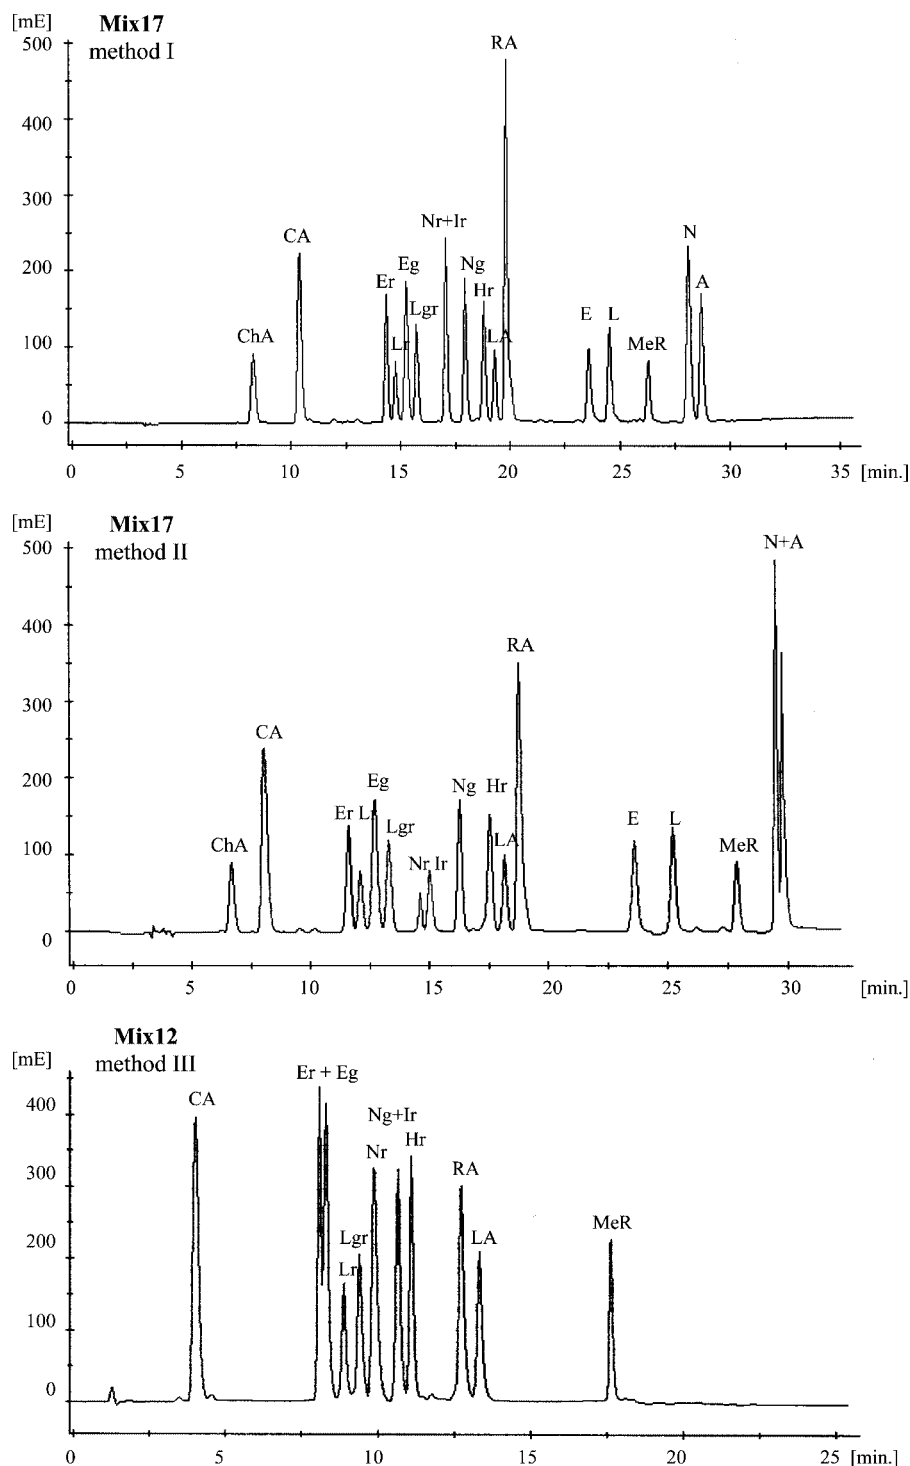 [mE]
Mix17
method I
500
400
300
200
100
0
ChA
CA
Er
Lr
Eg
Lgr
Nr+Ir
Ng
Hr
LA
RA
E
L
MeR
N
A
0 5 10 15 20 25 30 35 [min.]
[mE]
Mix17
method II
500
400
300
200
100
0
ChA
CA
Er
Eg
Lgr
Nr Ir
Ng
Hr
LA
RA
E
L
MeR
N+A
0 5 10 15 20 25 30 [min.]
[mE]
Mix12
method III
400
300
200
100
0
CA
Er + Eg
Lr
Lgr
Nr
Ng+Ir
Hr
RA
LA
MeR
0 5 10 15 20 25 [min.]